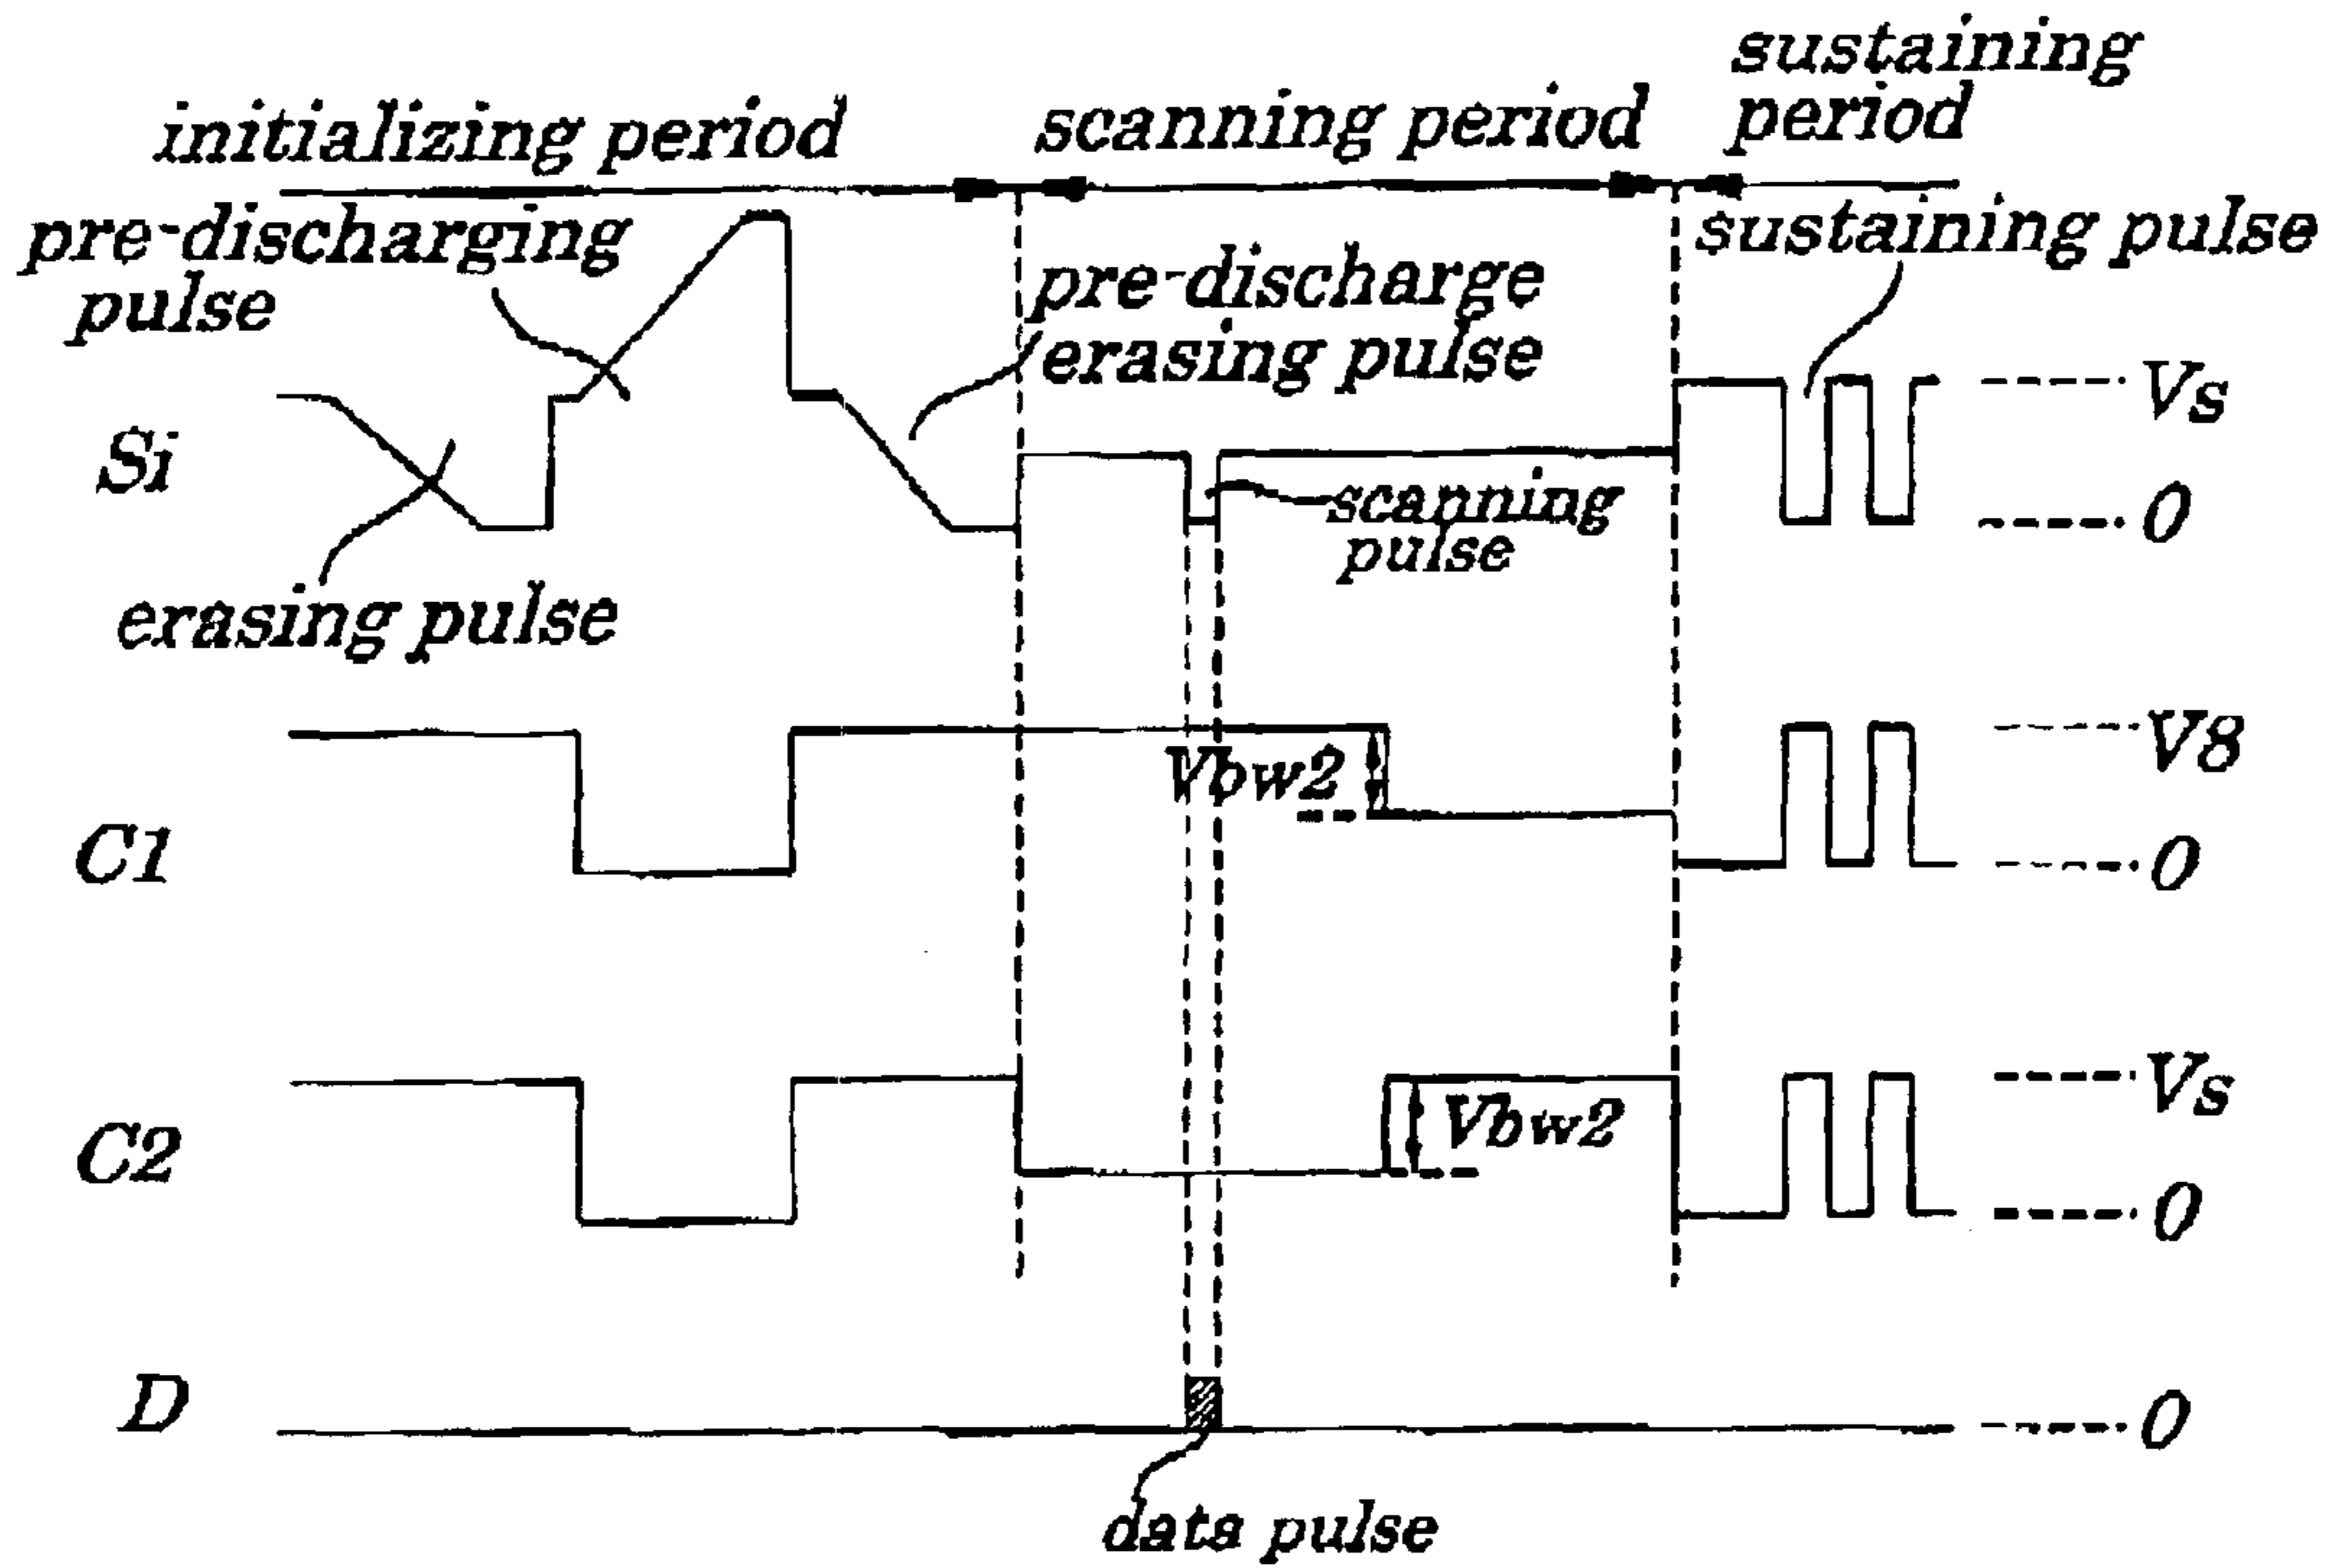 sustaining
period
initializing period
scanning period
pre-discharging
pulse
sustaining pulse
pre-discharge
erasing pulse
Si
Vs
0
scanning
pulse
erasing pulse
C1
Vbw2
V8
0
C2
Vbw2
Vs
0
D
0
data pulse